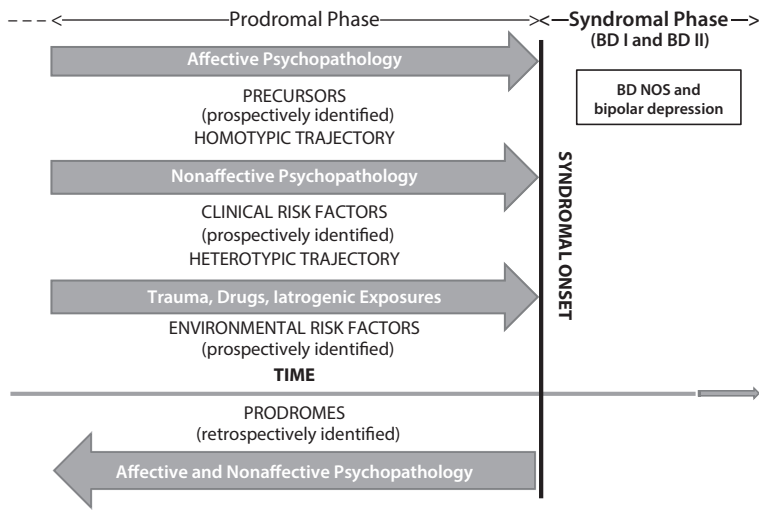 Prodromal Phase
Syndromal Phase
(BD I and BD II)
Affective Psychopathology
BD NOS and
bipolar depression
PRECURSORS
(prospectively identified)
HOMOTYPIC TRAJECTORY
Nonaffective Psychopathology
SYNDROMAL ONSET
CLINICAL RISK FACTORS
(prospectively identified)
HETEROTYPIC TRAJECTORY
Trauma, Drugs, Iatrogenic Exposures
ENVIRONMENTAL RISK FACTORS
(prospectively identified)
TIME
PRODROMES
(retrospectively identified)
Affective and Nonaffective Psychopathology